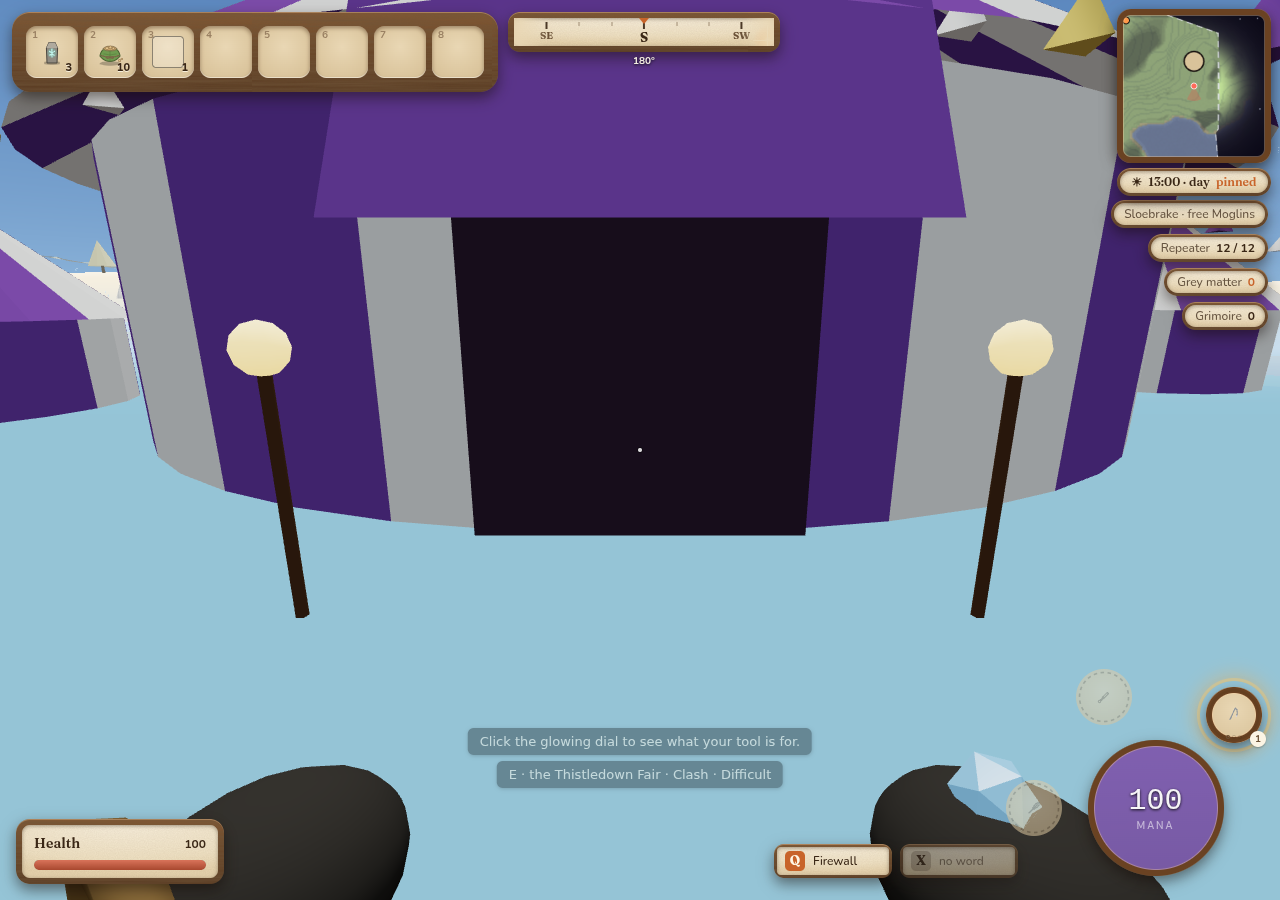 1 2 3 4 5 6 7 8
3 10 1
SE S SW
180°
13:00 · day pinned
Sloebrake · free Moglins
Repeater 12 / 12
Grey matter 0
Grimoire 0
1
Click the glowing dial to see what your tool is for.
E · the Thistledown Fair · Clash · Difficult
100
MANA
Health 100
Q Firewall
X no word